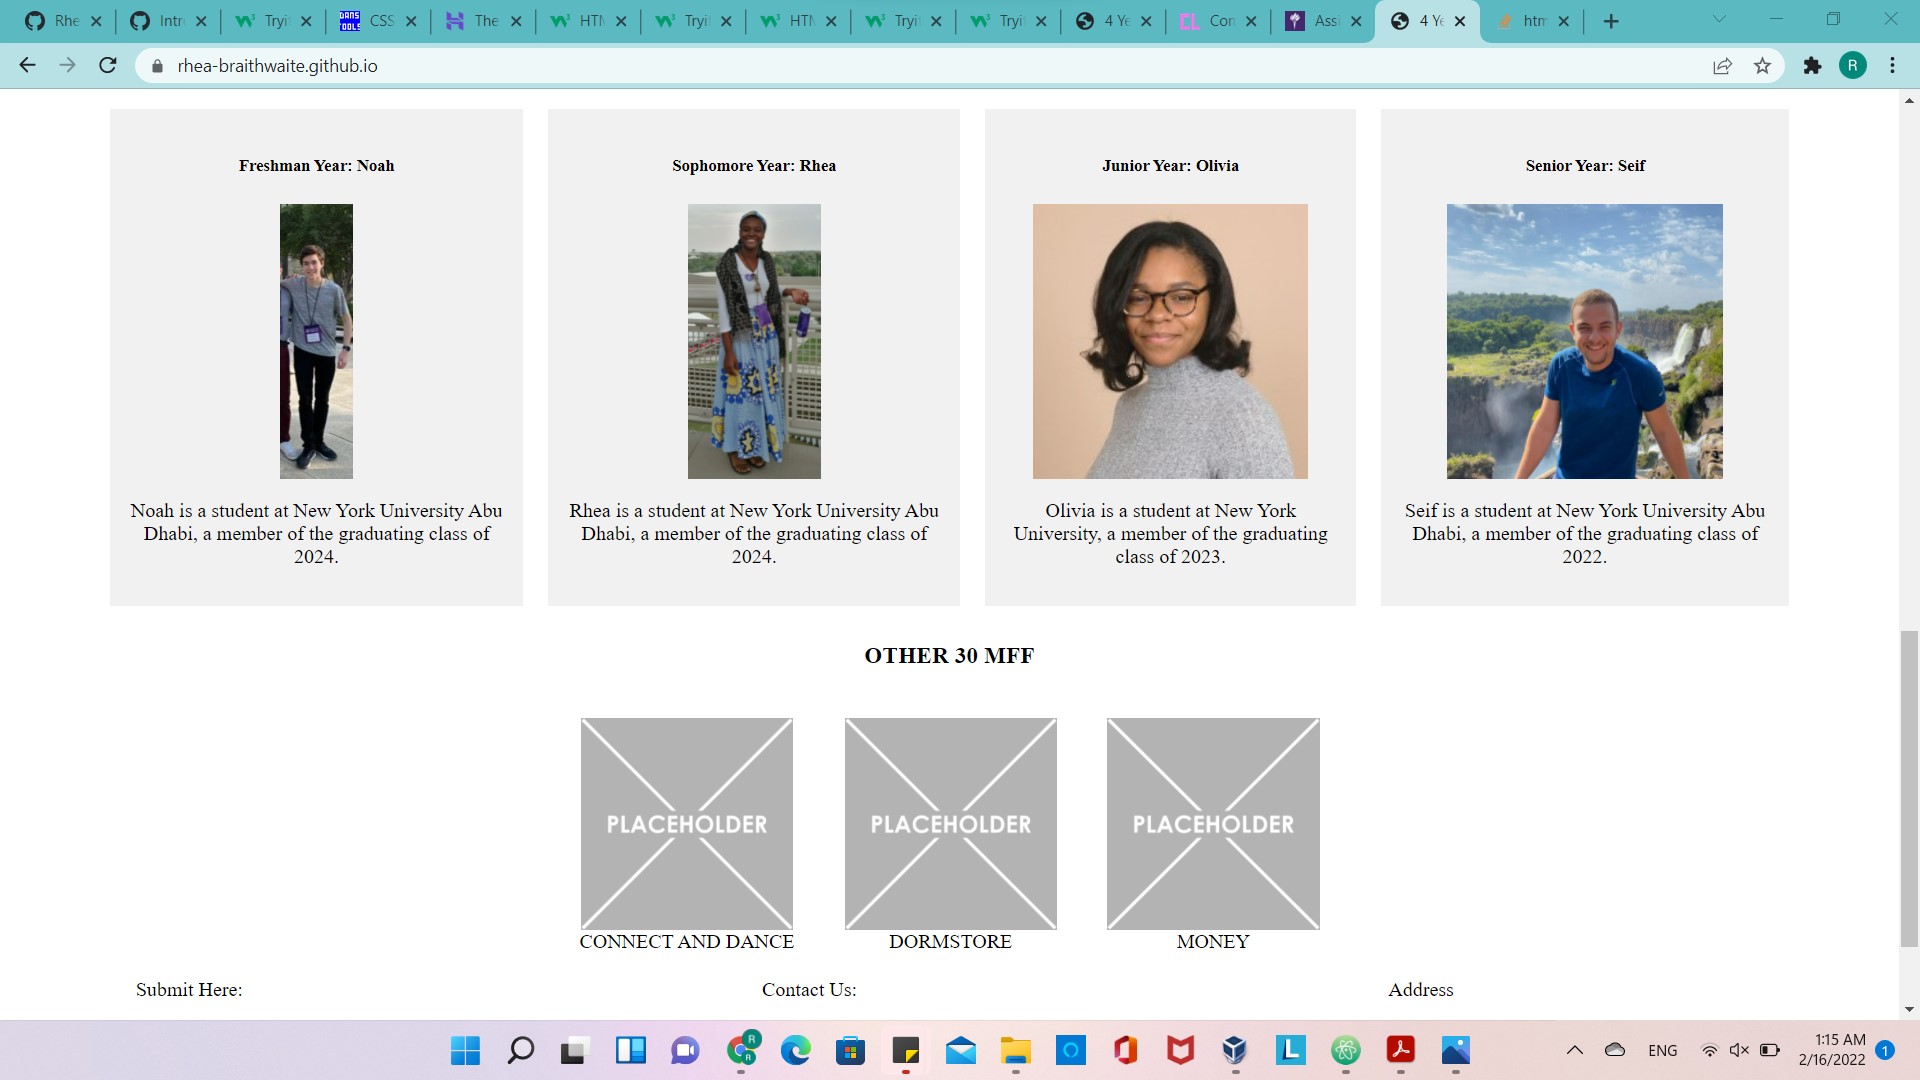 Rhe
Intr
Tryi
CSS
The
HTM
Tryi
HTM
Tryi
Tryi
4 Ye
Con
Assi
4 Ye
htm
rhea-braithwaite.github.io
R
Freshman Year: Noah
Sophomore Year: Rhea
Junior Year: Olivia
Senior Year: Seif
Noah is a student at New York University Abu
Dhabi, a member of the graduating class of
2024.
Rhea is a student at New York University Abu
Dhabi, a member of the graduating class of
2024.
Olivia is a student at New York
University, a member of the graduating
class of 2023.
Seif is a student at New York University Abu
Dhabi, a member of the graduating class of
2022.
OTHER 30 MFF
PLACEHOLDER
PLACEHOLDER
PLACEHOLDER
CONNECT AND DANCE
DORMSTORE
MONEY
Submit Here:
Contact Us:
Address
ENG
1:15 AM
2/16/2022
1